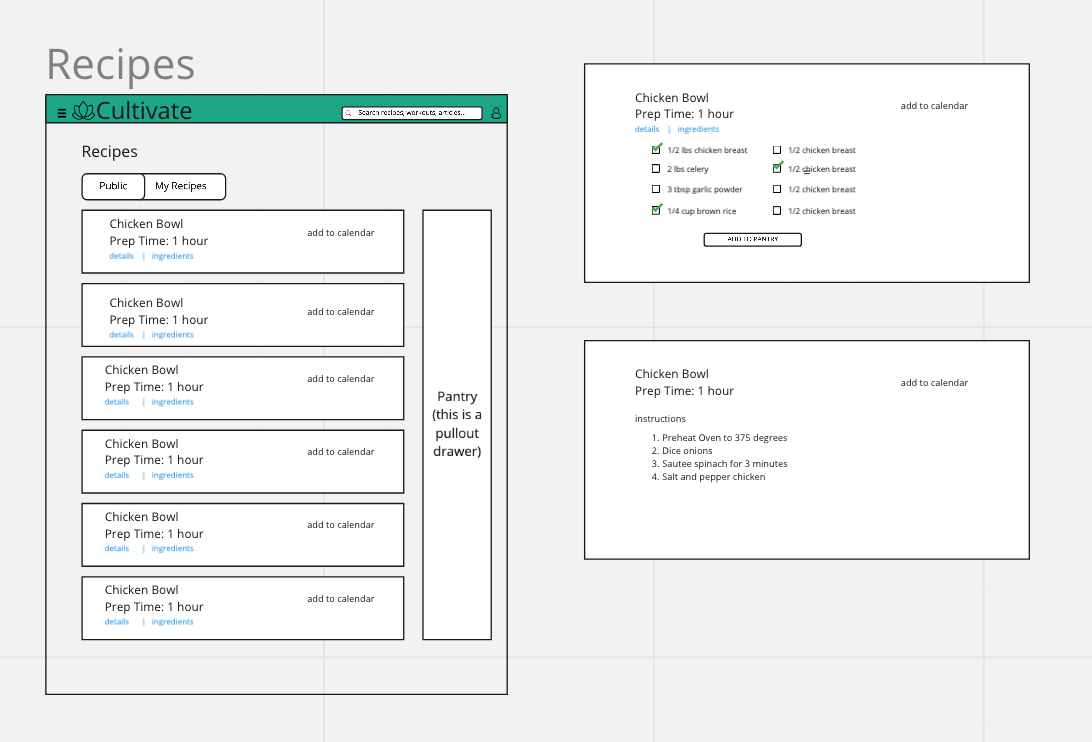 Recipes
Cultivate
Search recipes, workouts, articles..
Recipes
Public
My Recipes
Chicken Bowl
Prep Time: 1 hour
add to calendar
details | ingredients
Chicken Bowl
Prep Time: 1 hour
add to calendar
details | ingredients
Chicken Bowl
Prep Time: 1 hour
add to calendar
details | ingredients
Chicken Bowl
Prep Time: 1 hour
add to calendar
details | ingredients
Chicken Bowl
Prep Time: 1 hour
add to calendar
details | ingredients
Chicken Bowl
Prep Time: 1 hour
add to calendar
details | ingredients
Pantry
(this is a
pullout
drawer)
Chicken Bowl
add to calendar
Prep Time: 1 hour
details | ingredients
1/2 lbs chicken breast
1/2 chicken breast
2 lbs celery
1/2 chicken breast
3 tbsp garlic powder
1/2 chicken breast
1/4 cup brown rice
1/2 chicken breast
ADD TO PANTRY
Chicken Bowl
add to calendar
Prep Time: 1 hour
instructions
1. Preheat Oven to 375 degrees
2. Dice onions
3. Sautee spinach for 3 minutes
4. Salt and pepper chicken